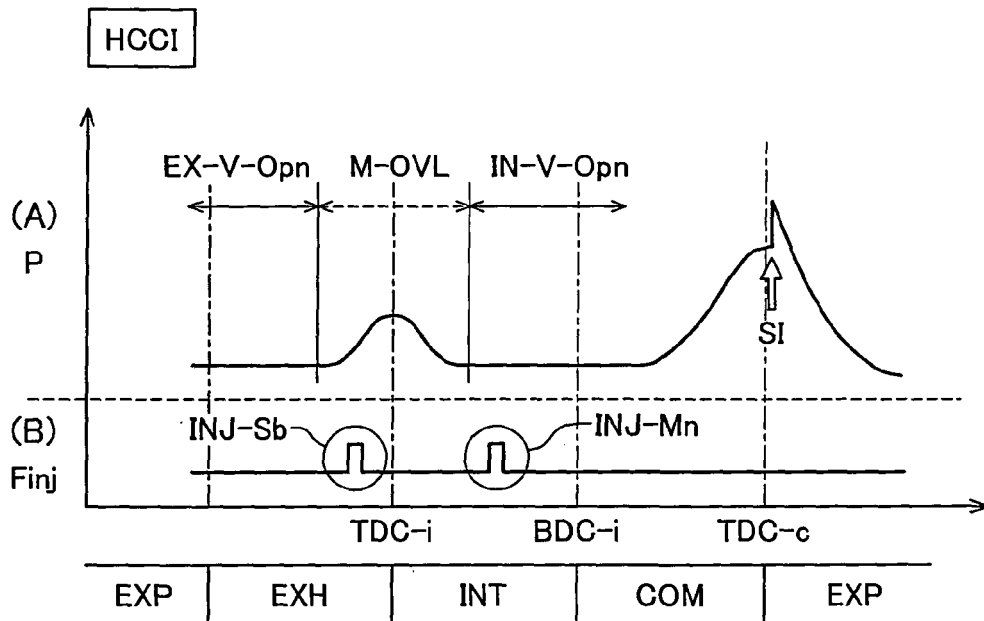 HCCI
EX-V-Opn M-OVL IN-V-Opn
(A)
P
SI
(B)
Finj
INJ-Sb INJ-Mn
TDC-i BDC-i TDC-c
EXP EXH INT COM EXP